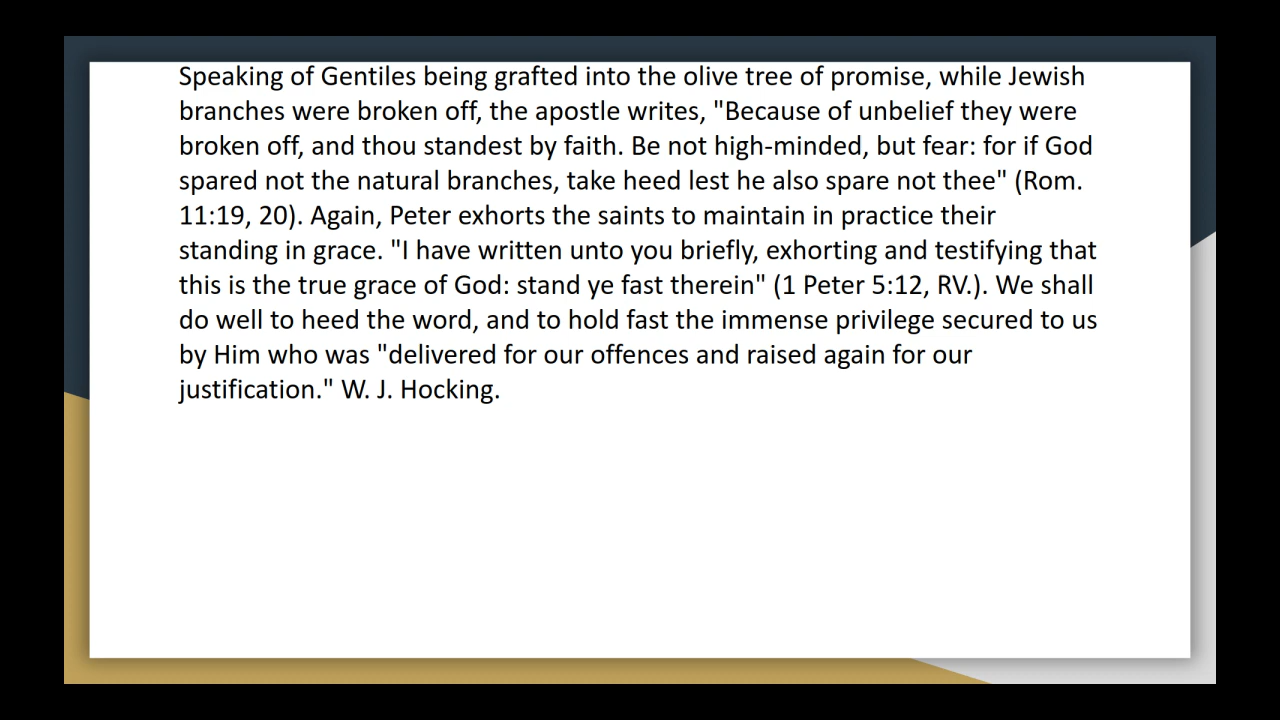 Speaking of Gentiles being grafted into the olive tree of promise, while Jewish
branches were broken off, the apostle writes, "Because of unbelief they were
broken off, and thou standest by faith. Be not high-minded, but fear: for if God
spared not the natural branches, take heed lest he also spare not thee" (Rom.
11:19, 20). Again, Peter exhorts the saints to maintain in practice their
standing in grace. "I have written unto you briefly, exhorting and testifying that
this is the true grace of God: stand ye fast therein" (1 Peter 5:12, RV.). We shall
do well to heed the word, and to hold fast the immense privilege secured to us
by Him who was "delivered for our offences and raised again for our
justification." W. J. Hocking.